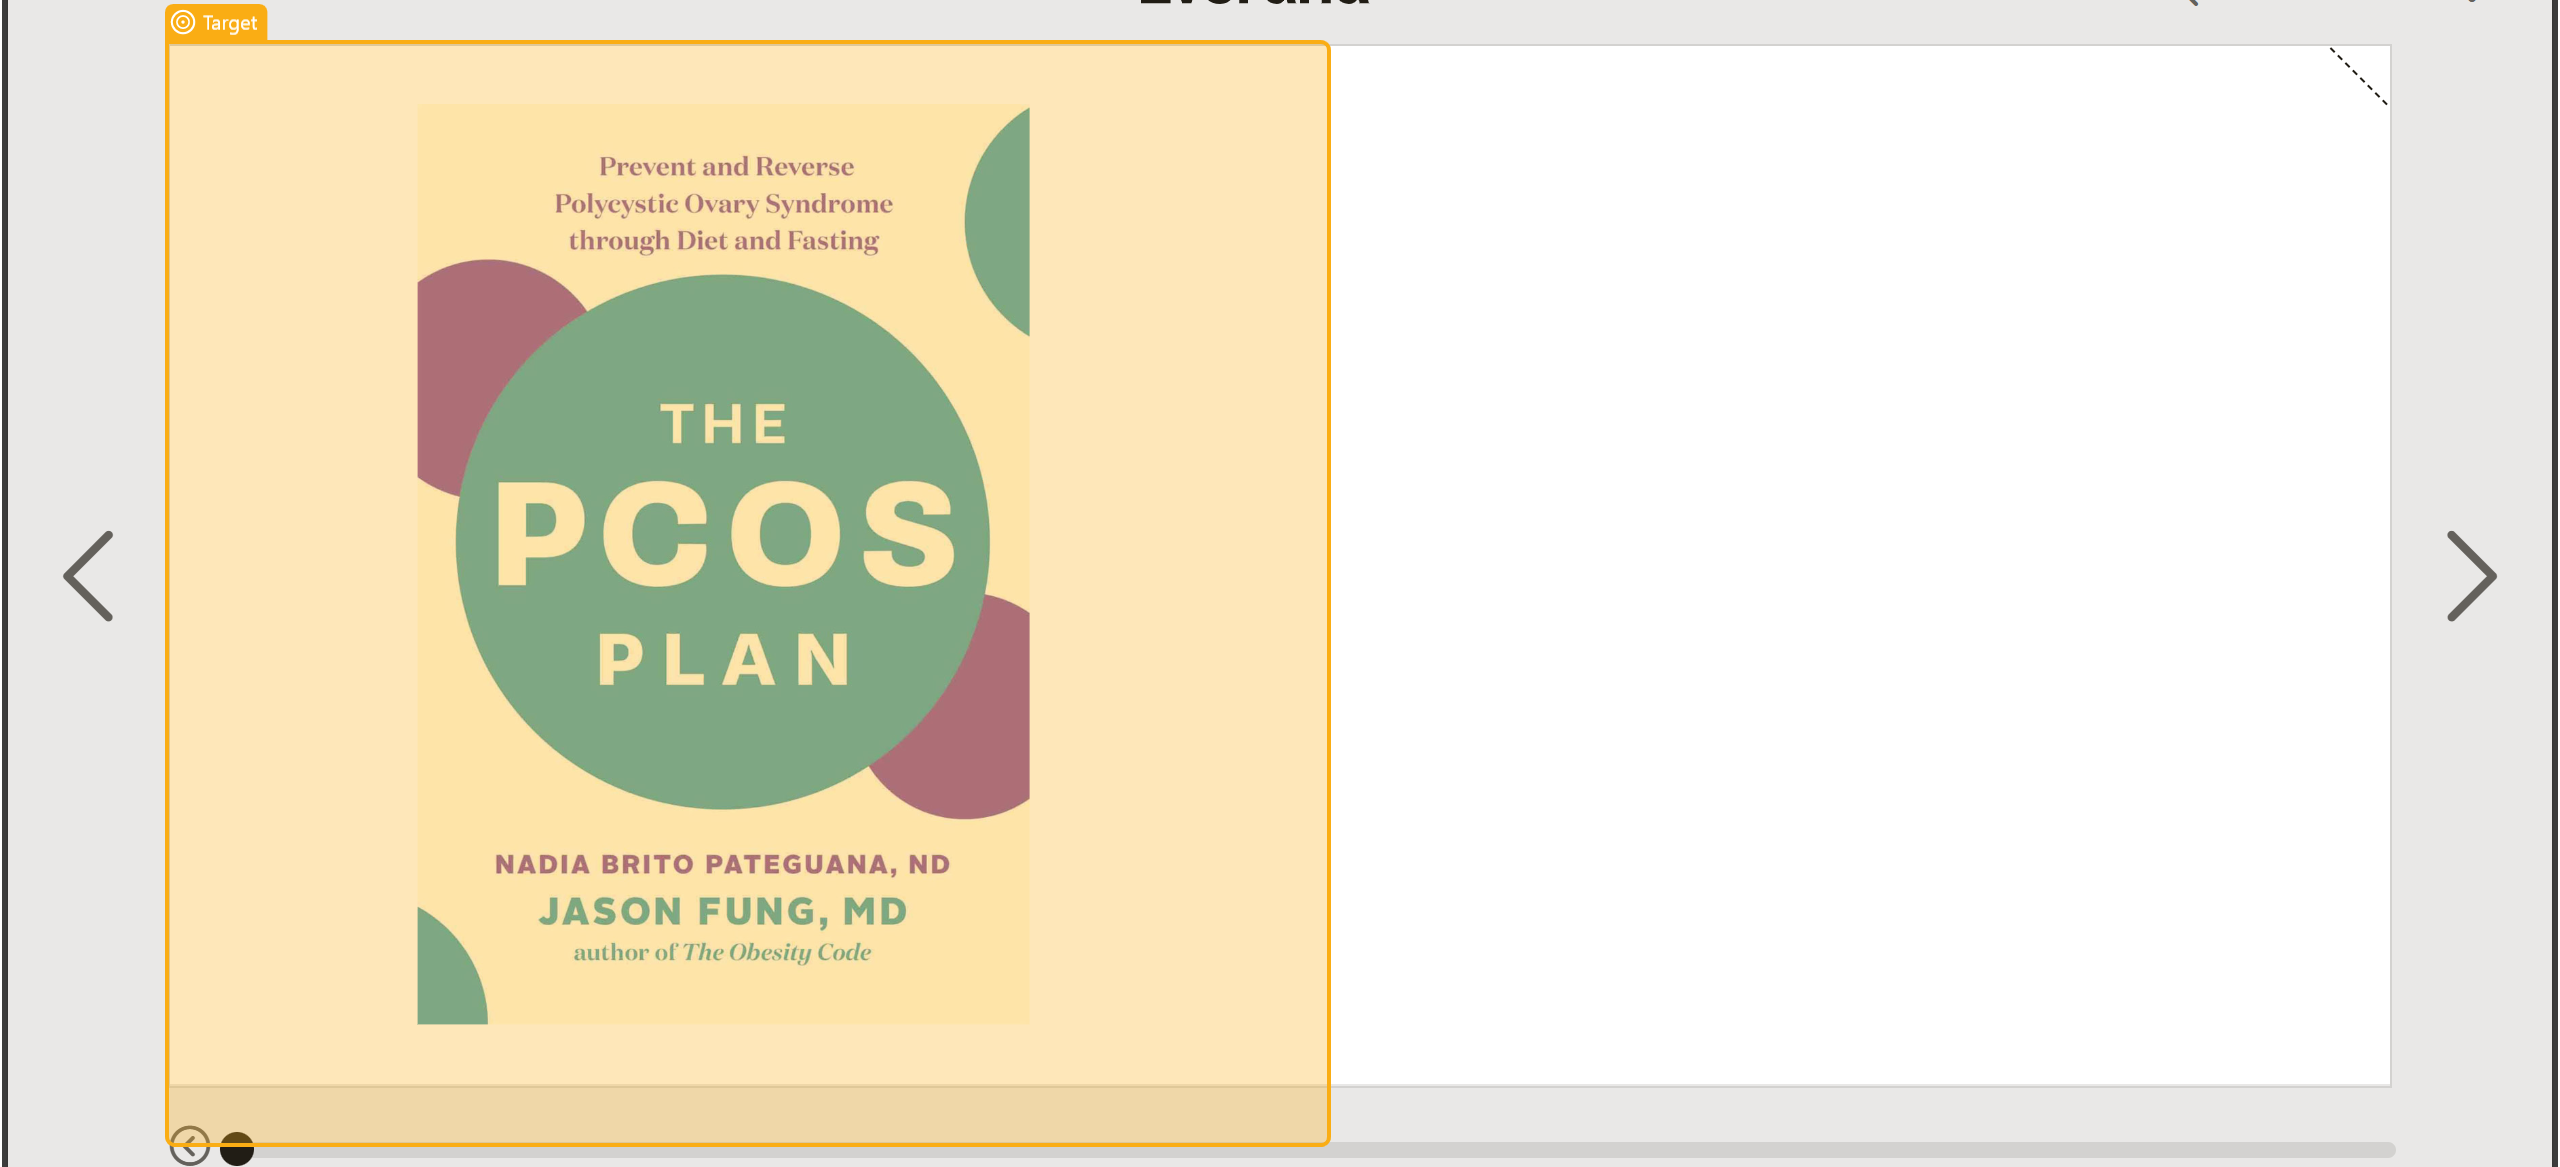 Target
Prevent and Reverse
Polycystic Ovary Syndrome
through Diet and Fasting
THE
PCOS
PLAN
NADIA BRITO PATEGUANA, ND
JASON FUNG, MD
author of The Obesity Code